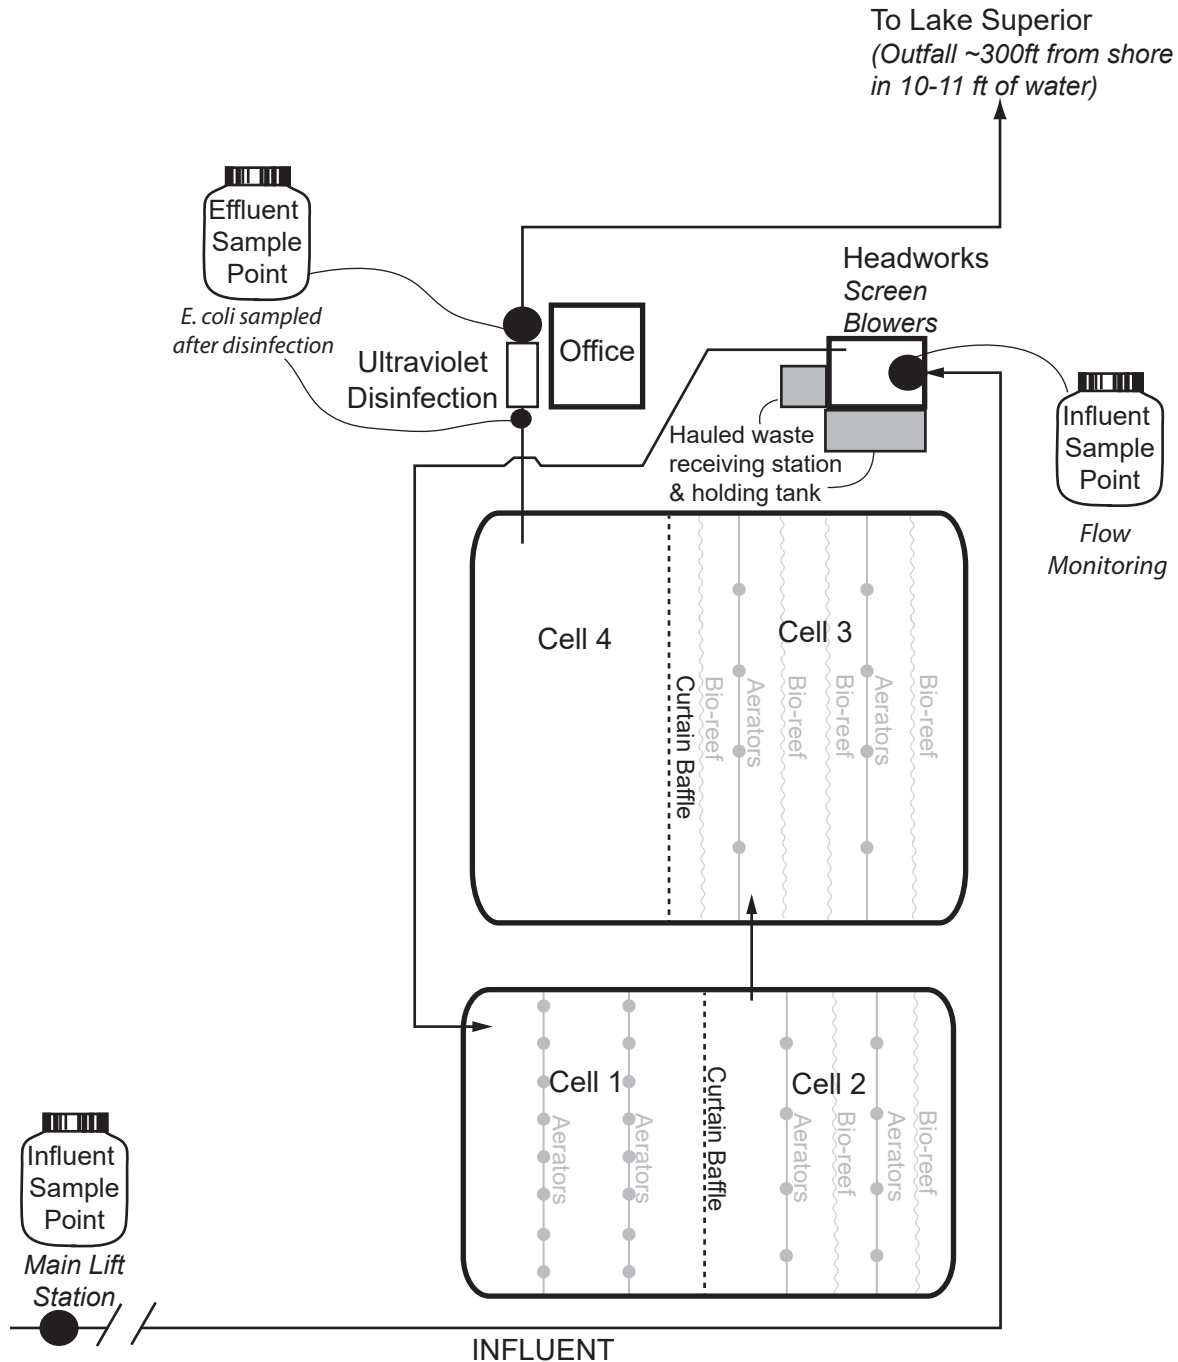 To Lake Superior
(Outfall ~300ft from shore
in 10-11 ft of water)
Effluent
Sample
Point
E. coli sampled
after disinfection
Ultraviolet
Disinfection
Office
Headworks
Screen
Blowers
Hauled waste
receiving station
& holding tank
Influent
Sample
Point
Flow
Monitoring
Cell 4
Cell 3
Curtain Baffle
Bio-reef
Aerators
Bio-reef
Bio-reef
Aerators
Bio-reef
Cell 1
Cell 2
Aerators
Aerators
Curtain Baffle
Aerators
Bio-reef
Aerators
Bio-reef
Influent
Sample
Point
Main Lift
Station
INFLUENT